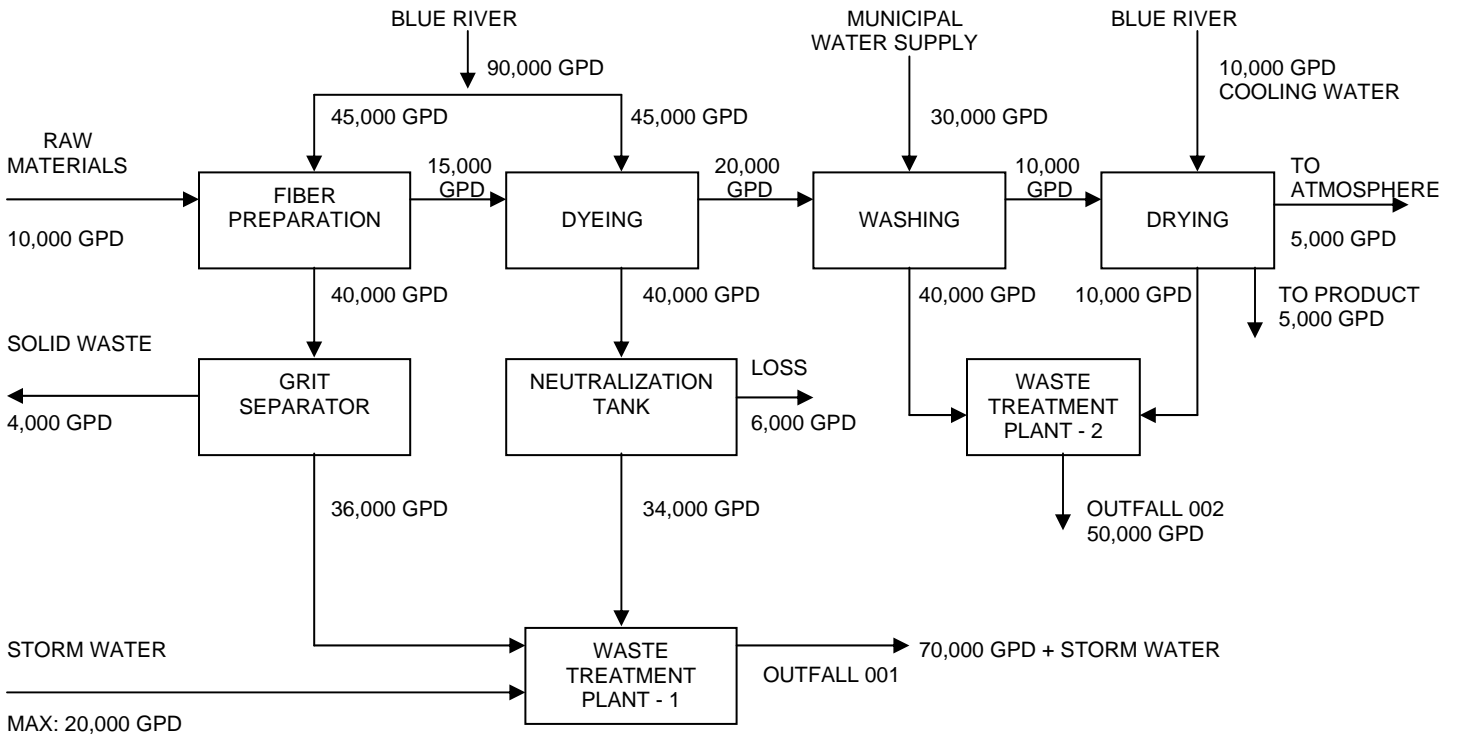 BLUE RIVER
90,000 GPD
MUNICIPAL
WATER SUPPLY
BLUE RIVER
10,000 GPD
COOLING WATER
45,000 GPD
45,000 GPD
30,000 GPD
RAW
MATERIALS
10,000 GPD
FIBER
PREPARATION
15,000
GPD
DYEING
20,000
GPD
WASHING
10,000
GPD
DRYING
TO
ATMOSPHERE
5,000 GPD
40,000 GPD
40,000 GPD
40,000 GPD
10,000 GPD
TO PRODUCT
5,000 GPD
SOLID WASTE
4,000 GPD
GRIT
SEPARATOR
NEUTRALIZATION
TANK
LOSS
6,000 GPD
WASTE
TREATMENT
PLANT - 2
36,000 GPD
34,000 GPD
OUTFALL 002
50,000 GPD
STORM WATER
MAX: 20,000 GPD
WASTE
TREATMENT
PLANT - 1
OUTFALL 001
70,000 GPD + STORM WATER